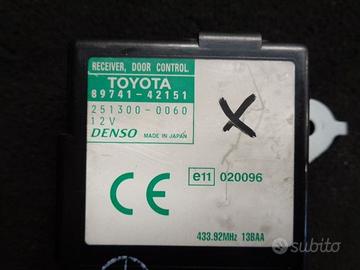 RECEIVER, DOOR CONTROL
TOYOTA
89741-42151
251300-0060
12V
DENSO MADE IN JAPAN
e11 020096
CE
433.92MHz 13BAA
subito